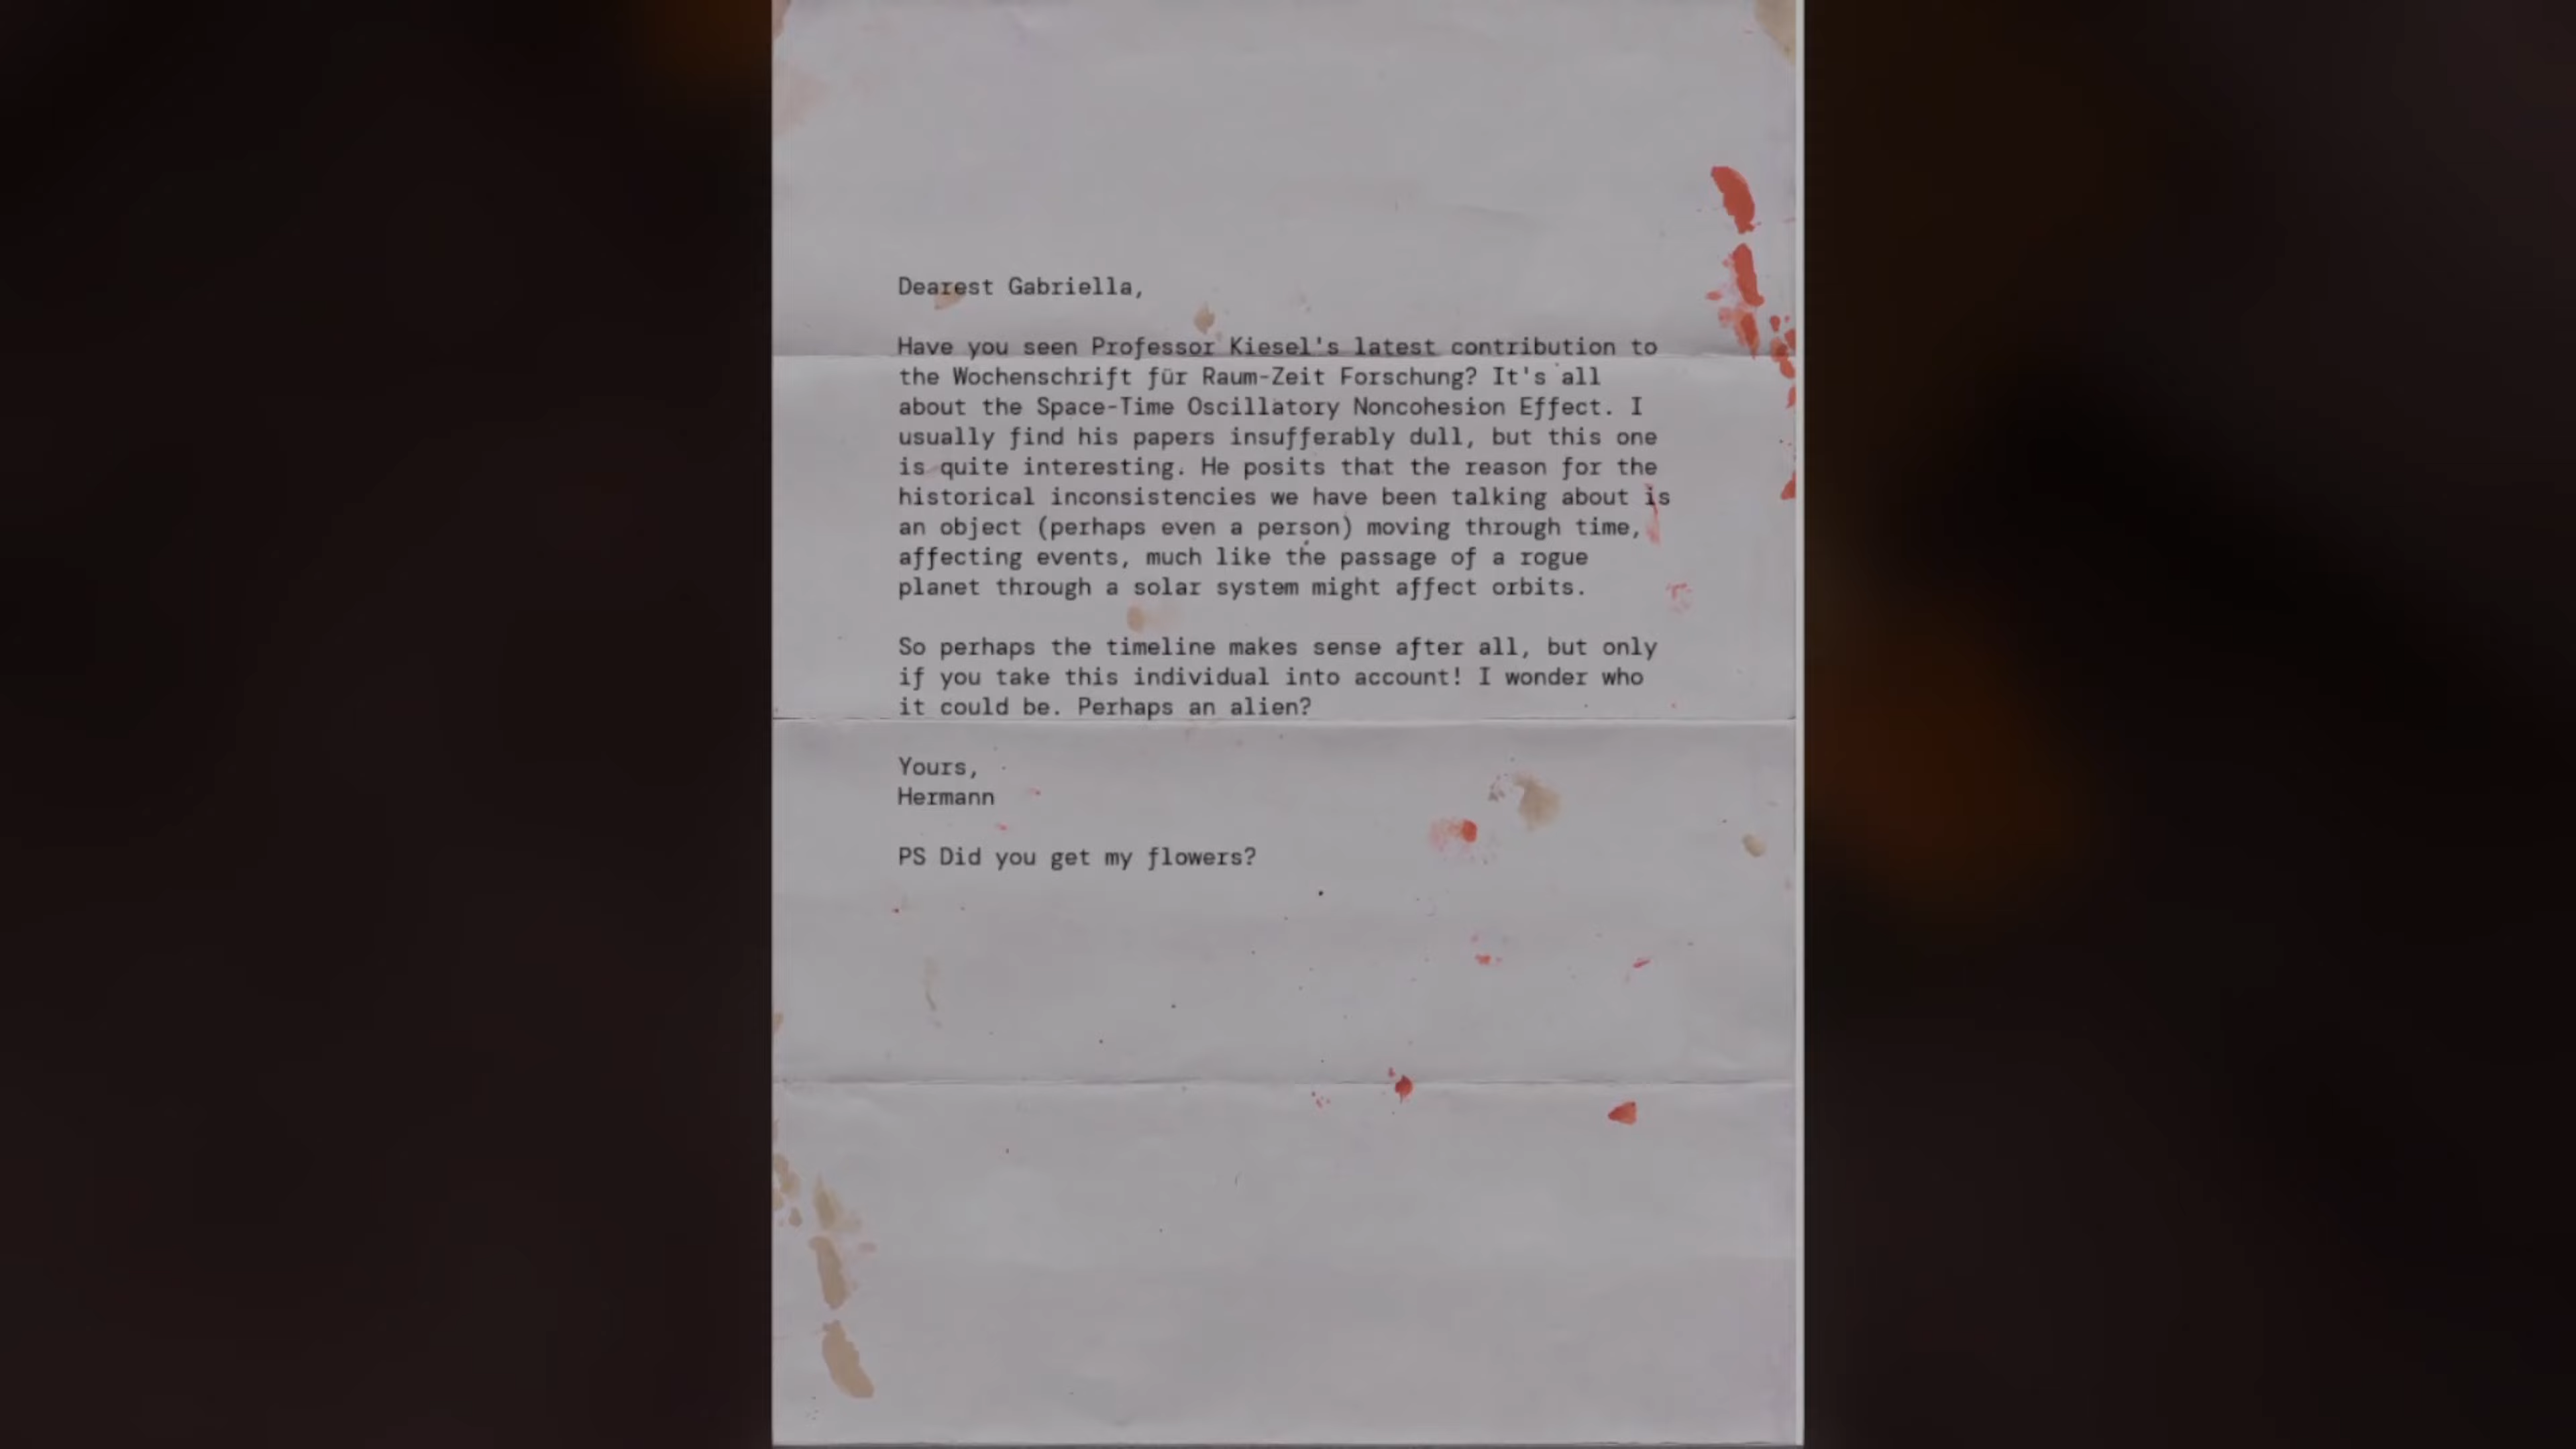 Dearest Gabriella,
Have you seen Professor Kiesel's latest contribution to
the Wochenschrift für Raum-Zeit Forschung? It's all
about the Space-Time Oscillatory Noncohesion Effect. I
usually find his papers insufferably dull, but this one
is quite interesting. He posits that the reason for the
historical inconsistencies we have been talking about is
an object (perhaps even a person) moving through time,
affecting events, much like the passage of a rogue
planet through a solar system might affect orbits.
So perhaps the timeline makes sense after all, but only
if you take this individual into account! I wonder who
it could be. Perhaps an alien?
Yours,
Hermann
PS Did you get my flowers?